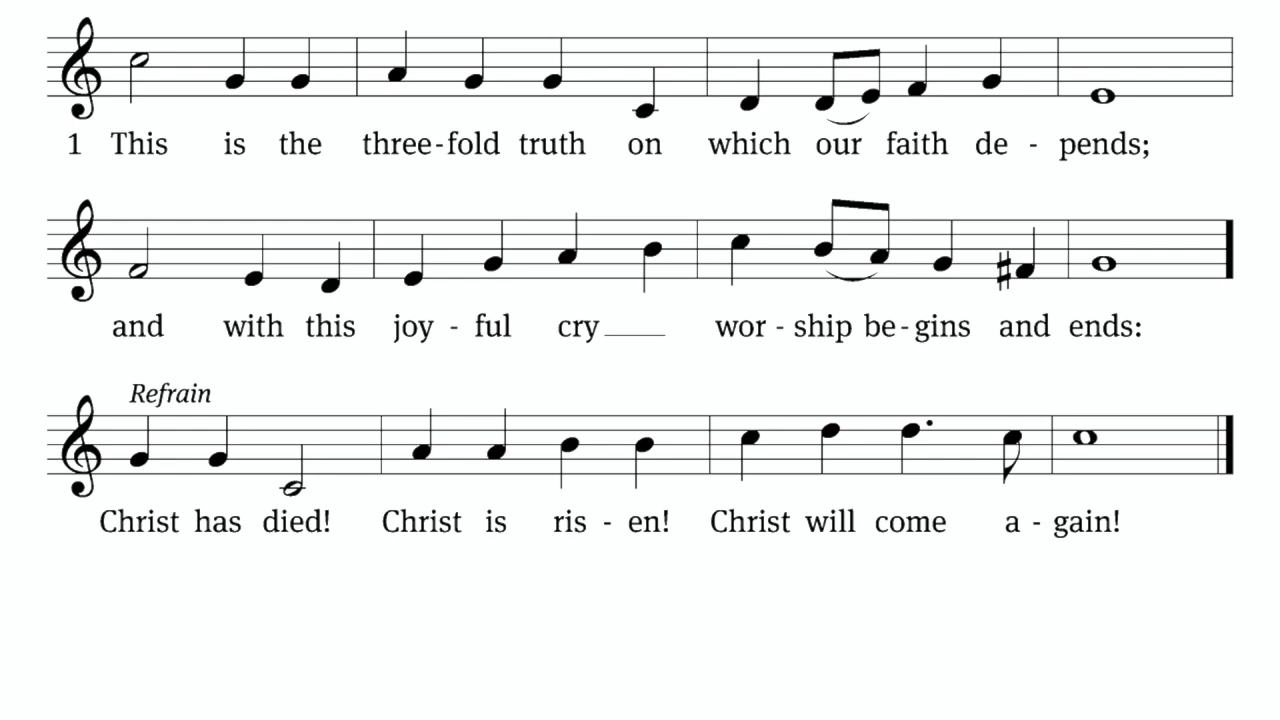 1 This is the three-fold truth on which our faith de - pends;
and with this joy - ful cry wor - ship be-gins and ends:
Refrain
Christ has died! Christ is ris - en! Christ will come a - gain!